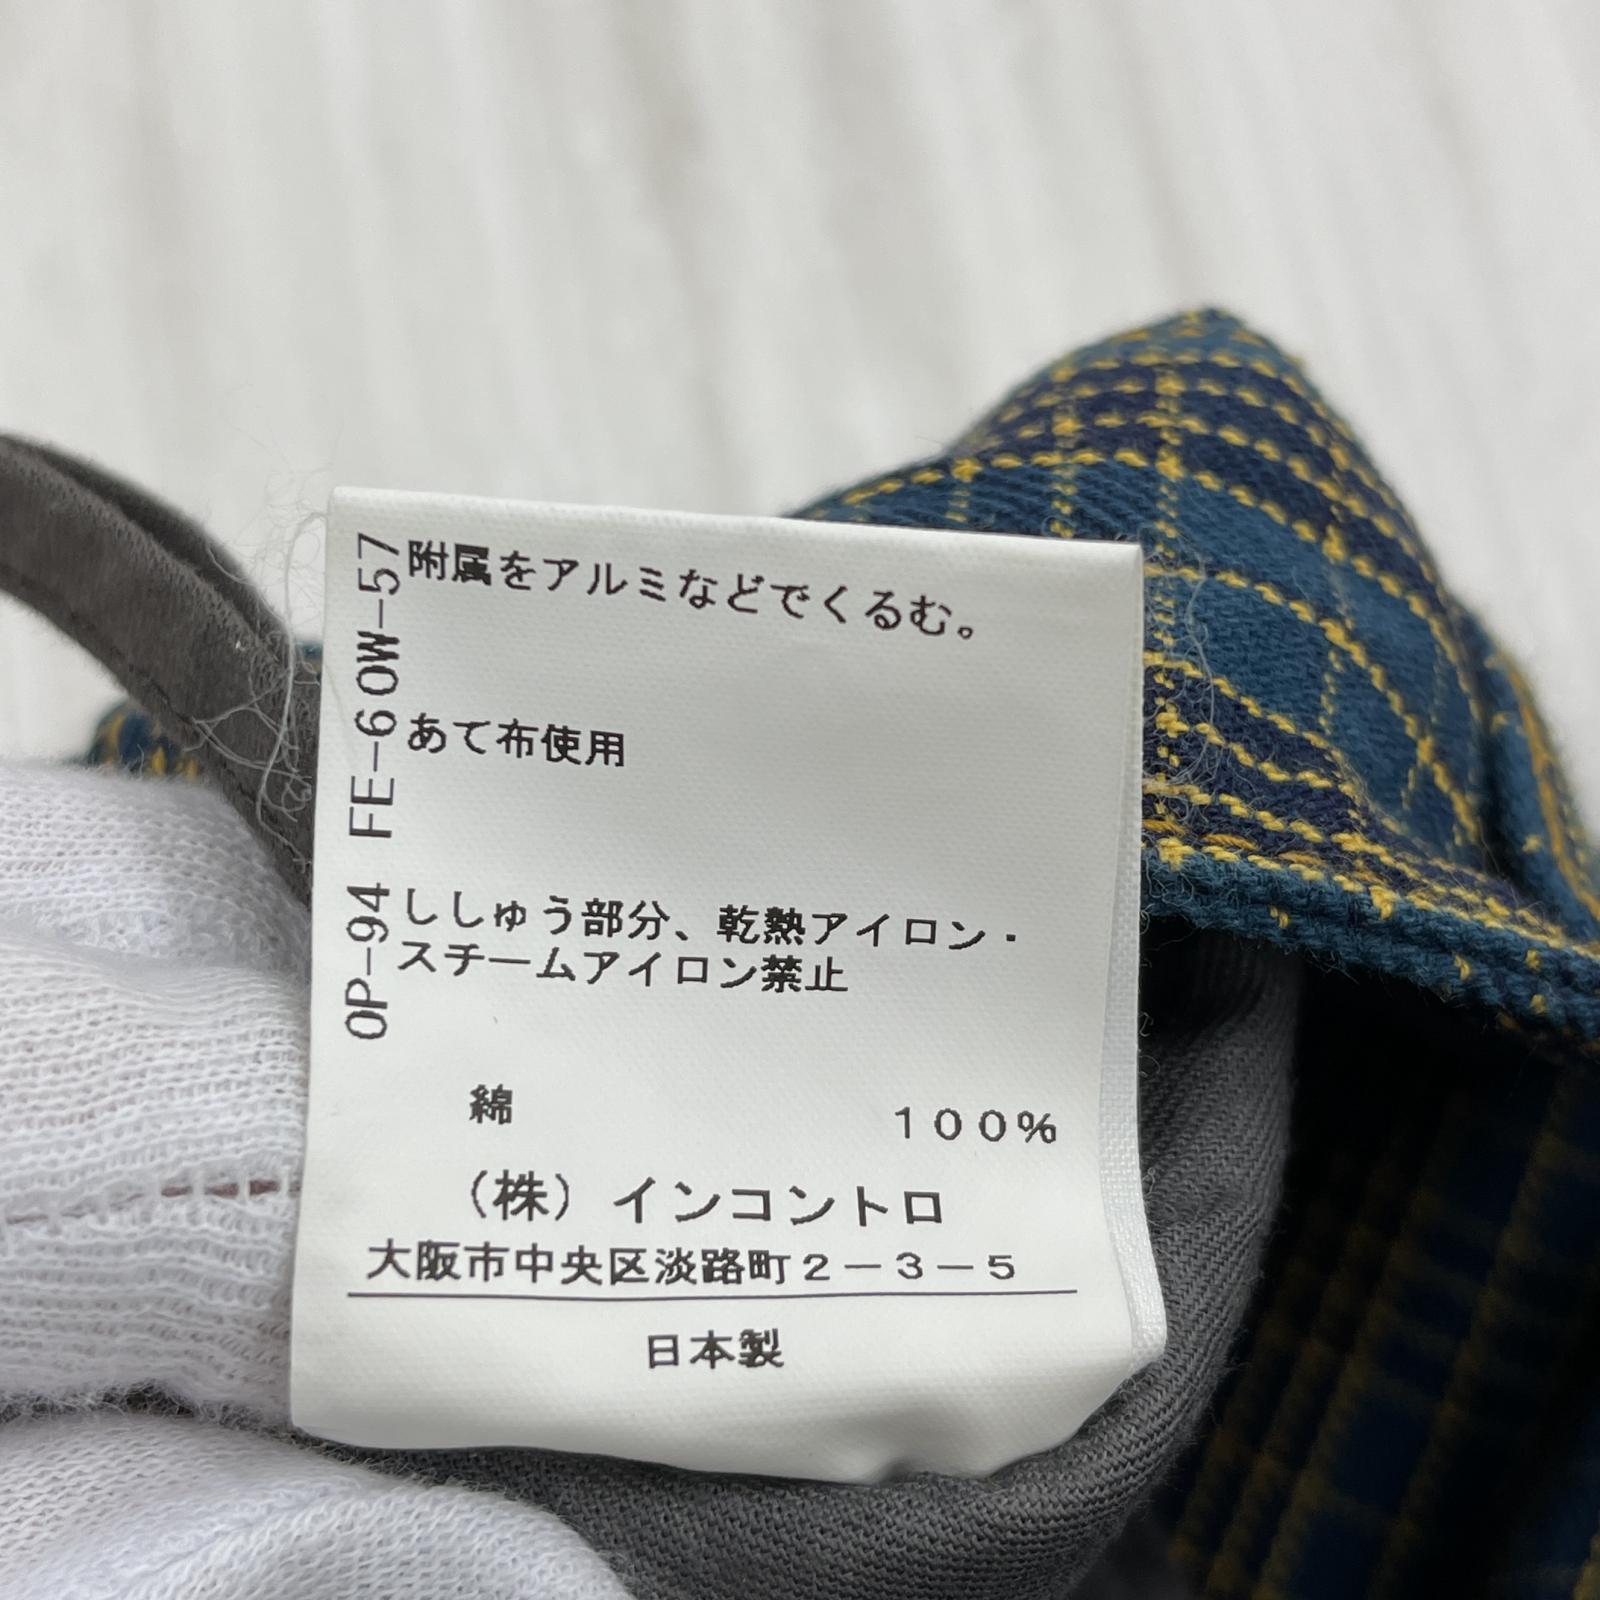 附属をアルミなどでくるむ。
あて布使用
ししゅう部分、乾熱アイロン・
スチームアイロン禁止
綿 100%
(株) インコントロ
大阪市中央区淡路町2-3-5
日本製
OP-94 FE-6 OW-57